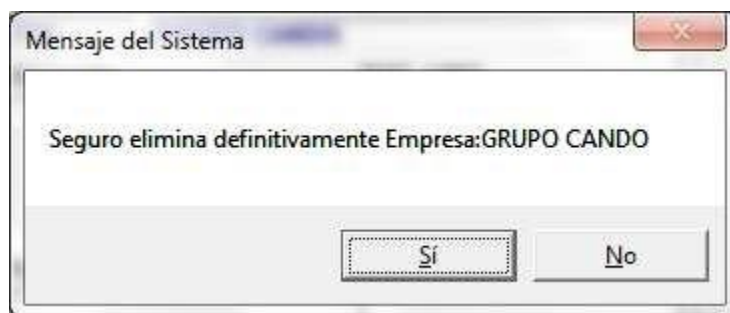 Mensaje del Sistema
Seguro elimina definitivamente Empresa:GRUPO CANDO
Sí
No